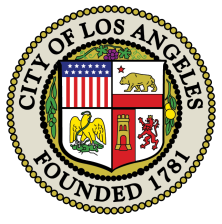 CITY OF LOS ANGELES
FOUNDED 1781